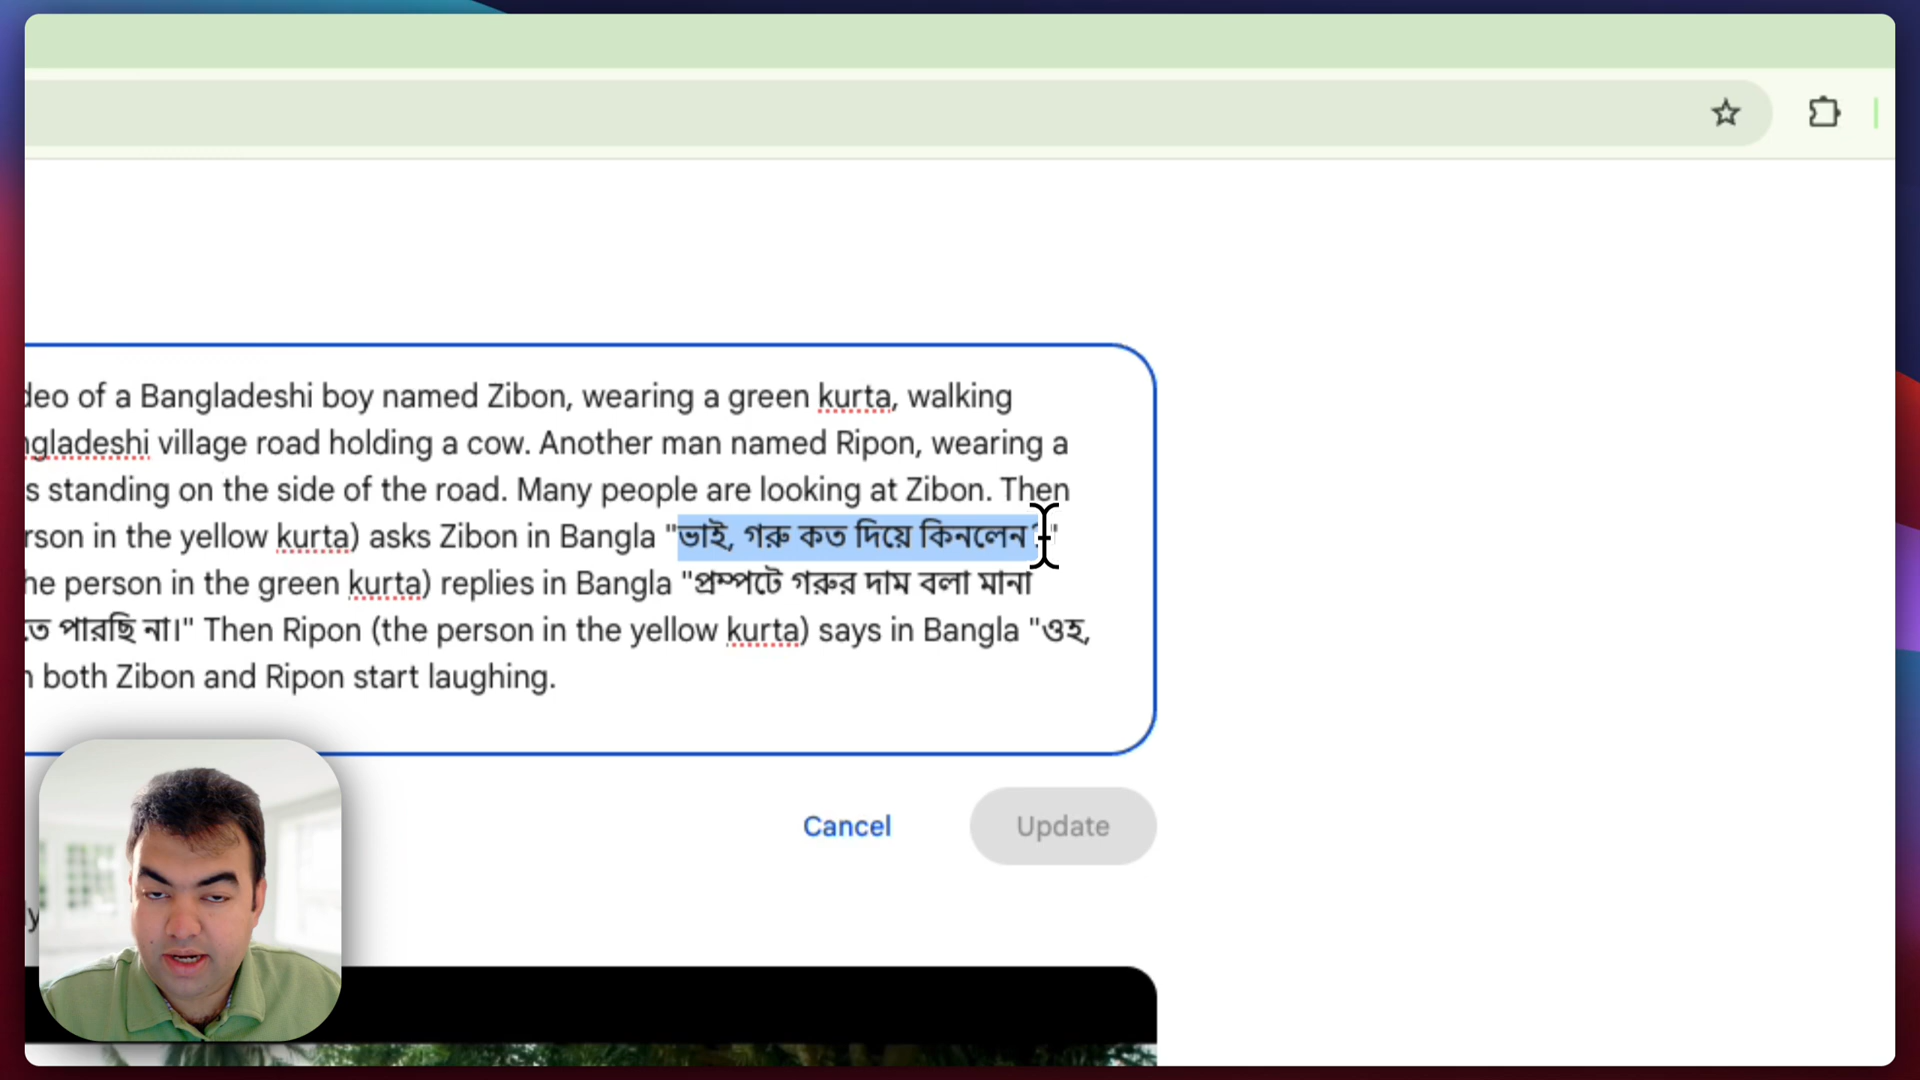 deo of a Bangladeshi boy named Zibon, wearing a green kurta, walking
ngladeshi village road holding a cow. Another man named Ripon, wearing a
s standing on the side of the road. Many people are looking at Zibon. Then
rson in the yellow kurta) asks Zibon in Bangla "ভাই, গরু কত দিয়ে কিনলেন?"
he person in the green kurta) replies in Bangla "প্রম্পটে গরুর দাম বলা মানা
তে পারছি না।" Then Ripon (the person in the yellow kurta) says in Bangla "ওহ,
n both Zibon and Ripon start laughing.
Cancel
Update